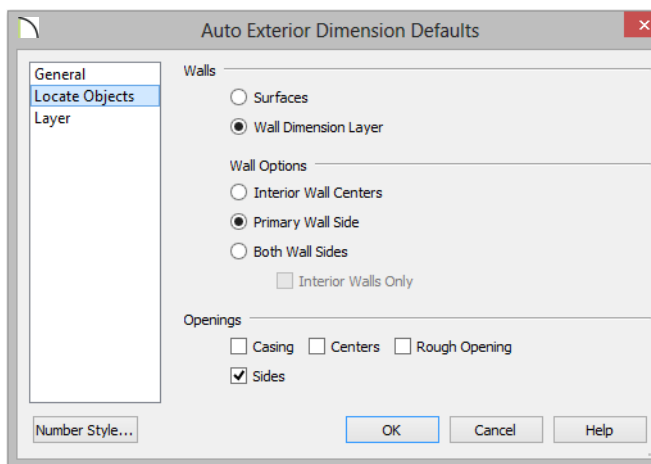 Auto Exterior Dimension Defaults
General
Locate Objects
Layer
Walls
Surfaces
Wall Dimension Layer
Wall Options
Interior Wall Centers
Primary Wall Side
Both Wall Sides
Interior Walls Only
Openings
Casing Centers Rough Opening
Sides
Number Style... OK Cancel Help